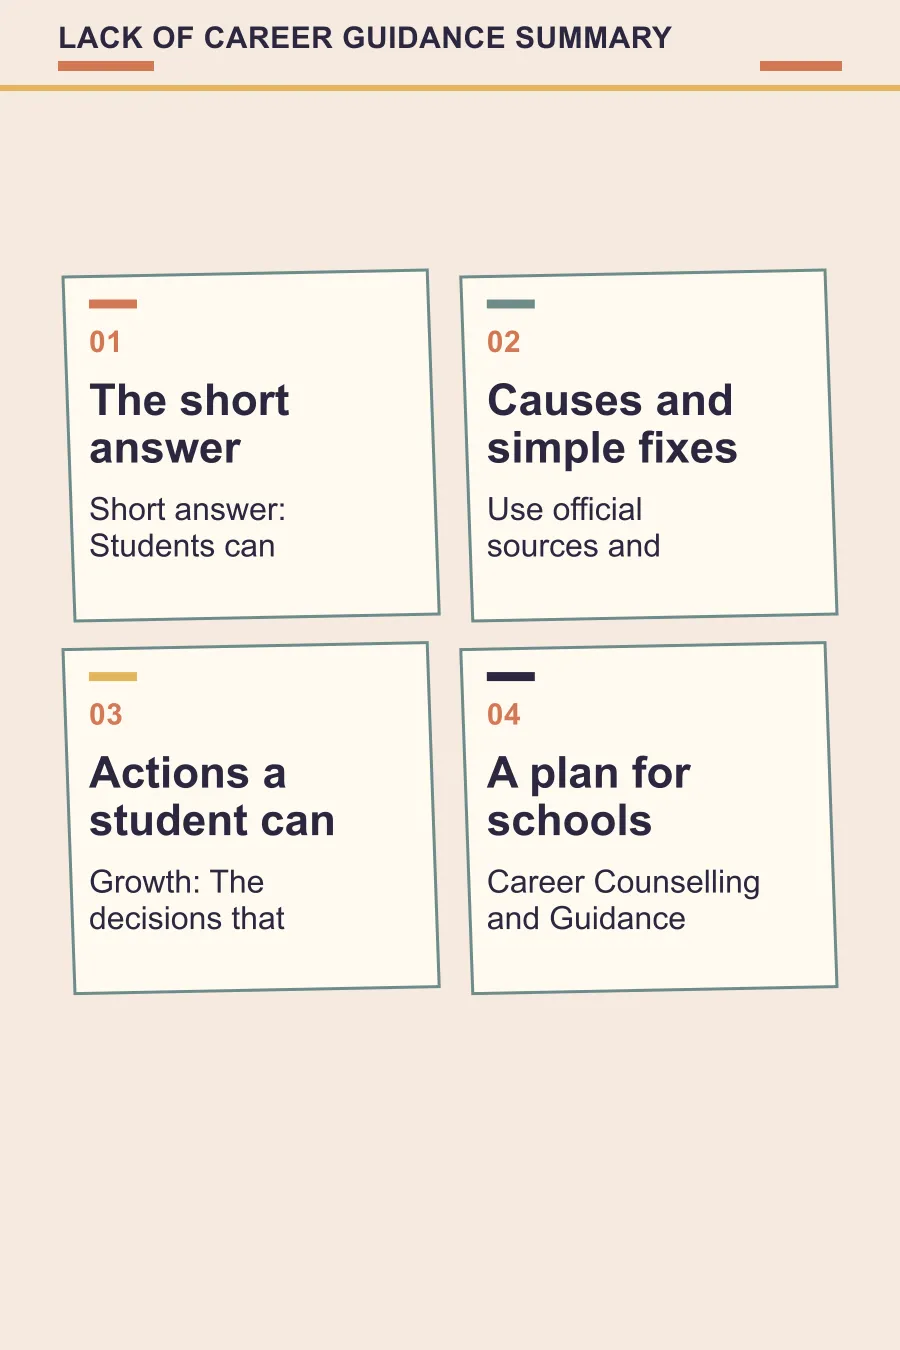 LACK OF CAREER GUIDANCE SUMMARY
01
The short
answer
Short answer:
Students can
02
Causes and
simple fixes
Use official
sources and
03
Actions a
student can
Growth: The
decisions that
04
A plan for
schools
Career Counselling
and Guidance